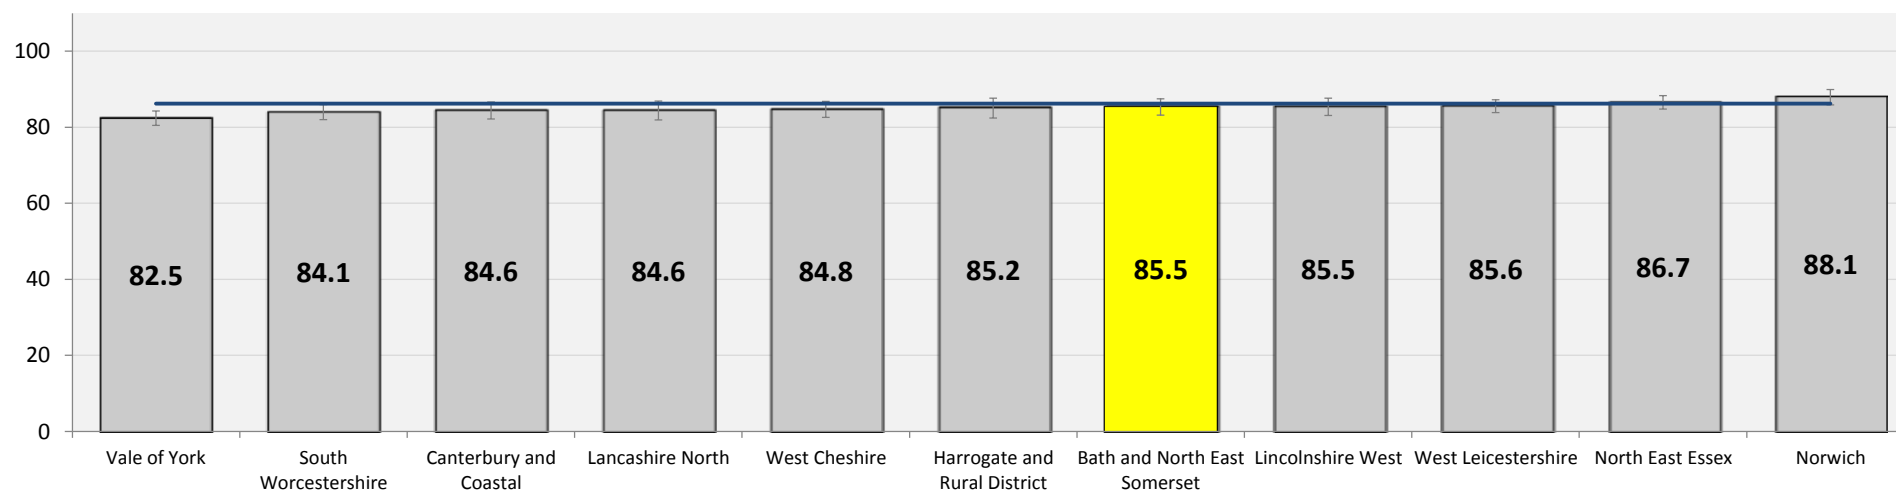 100
80
60
40
20
0
82.5
84.1
84.6
84.6
84.8
85.2
85.5
85.5
85.6
86.7
88.1
Vale of York
South
Worcestershire
Canterbury and
Coastal
Lancashire North
West Cheshire
Harrogate and
Rural District
Bath and North East
Somerset
Lincolnshire West
West Leicestershire
North East Essex
Norwich